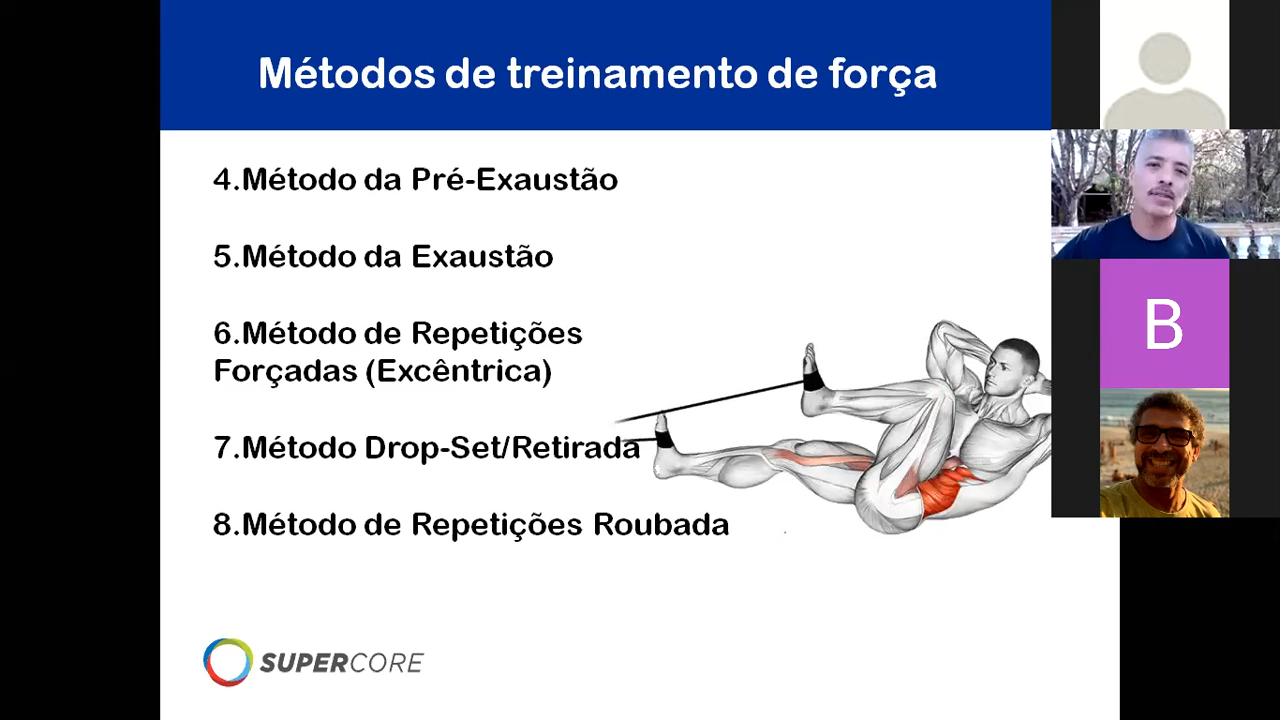 Métodos de treinamento de força
4.Método da Pré-Exaustão
5.Método da Exaustão
6.Método de Repetições
Forçadas (Excêntrica)
7.Método Drop-Set/Retirada
8.Método de Repetições Roubada
SUPERCORE
B